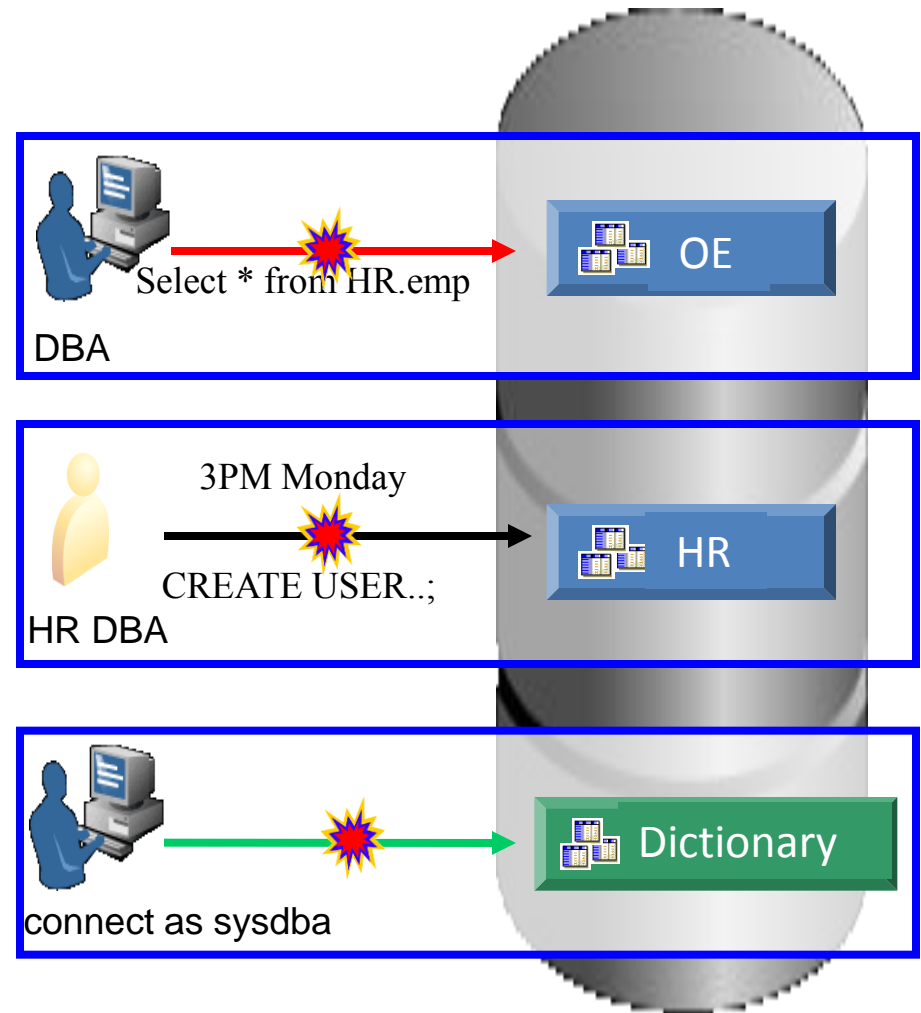 OE
Select * from HR.emp
DBA
3PM Monday
HR
CREATE USER..;
HR DBA
Dictionary
connect as sysdba